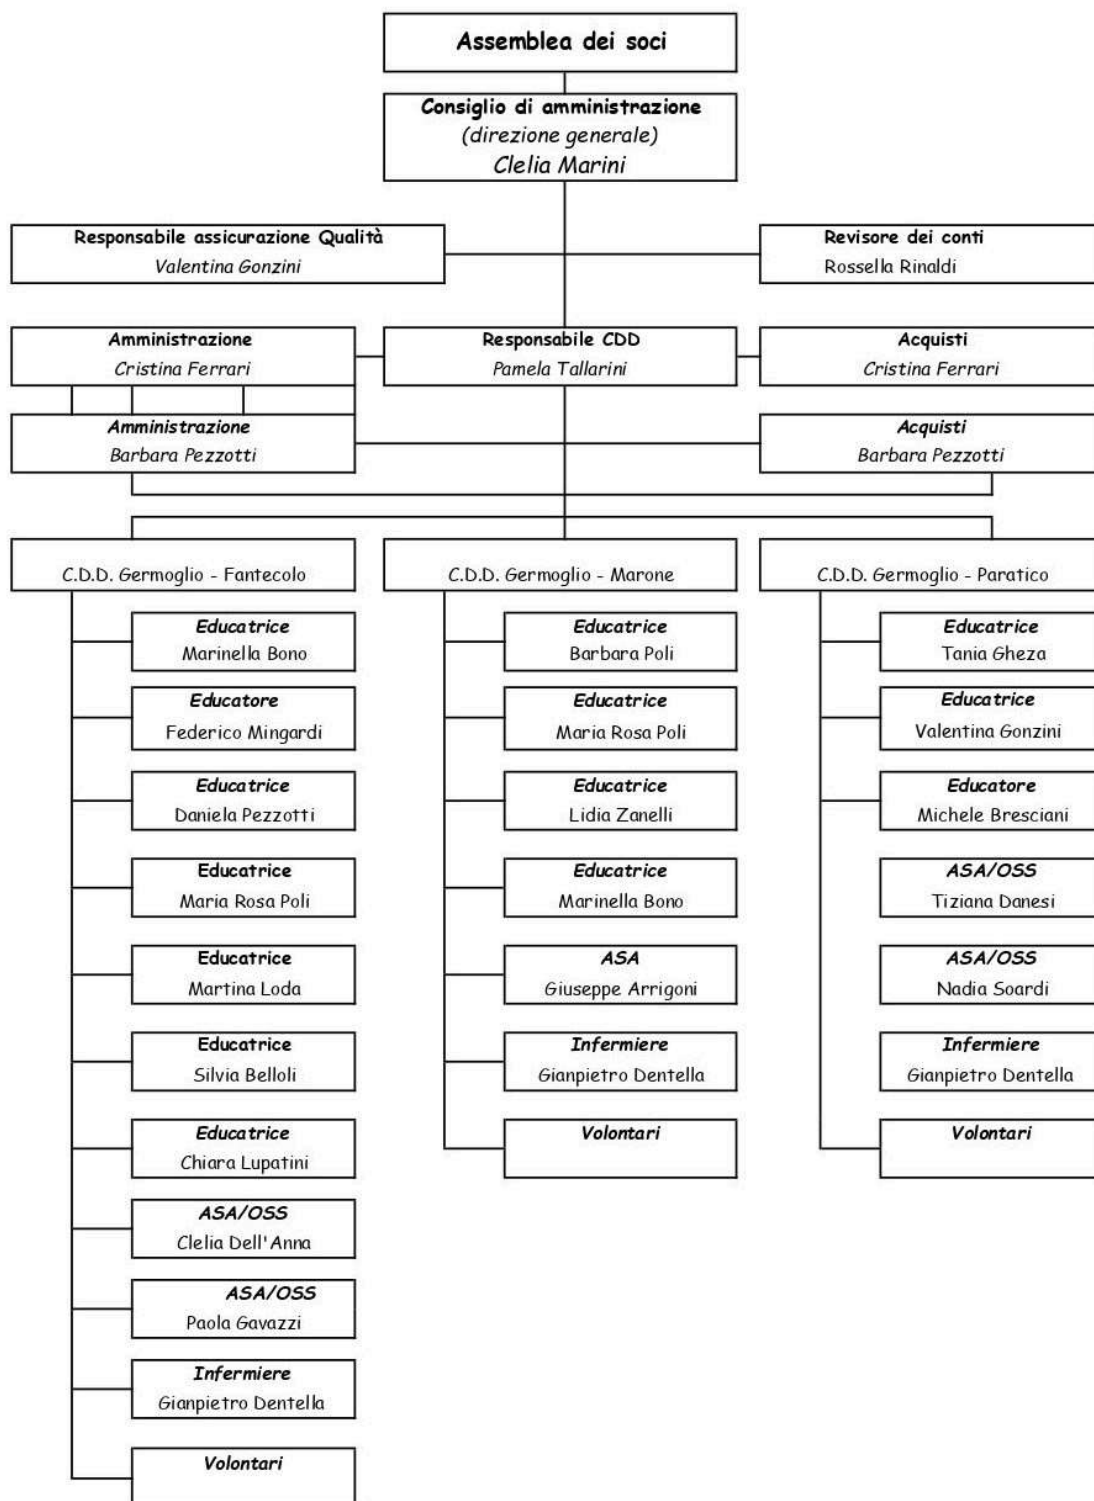 Assemblea dei soci
Consiglio di amministrazione
(direzione generale)
Clelia Marini
Responsabile assicurazione Qualità
Valentina Gonzini
Revisore dei conti
Rossella Rinaldi
Amministrazione
Cristina Ferrari
Responsabile CDD
Pamela Tallarini
Acquisti
Cristina Ferrari
Amministrazione
Barbara Pezzotti
Acquisti
Barbara Pezzotti
C.D.D. Germoglio - Fantecolo
Educatrice
Marinella Bono
Educatore
Federico Mingardi
Educatrice
Daniela Pezzotti
Educatrice
Maria Rosa Poli
Educatrice
Martina Loda
Educatrice
Silvia Belloli
Educatrice
Chiara Lupatini
ASA/OSS
Clelia Dell'Anna
ASA/OSS
Paola Gavazzi
Infermiere
Gianpietro Dentella
Volontari
C.D.D. Germoglio - Marone
Educatrice
Barbara Poli
Educatrice
Maria Rosa Poli
Educatrice
Lidia Zanelli
Educatrice
Marinella Bono
ASA
Giuseppe Arrigoni
Infermiere
Gianpietro Dentella
Volontari
C.D.D. Germoglio - Paratico
Educatrice
Tania Gheza
Educatrice
Valentina Gonzini
Educatore
Michele Bresciani
ASA/OSS
Tiziana Danesi
ASA/OSS
Nadia Soardi
Infermiere
Gianpietro Dentella
Volontari